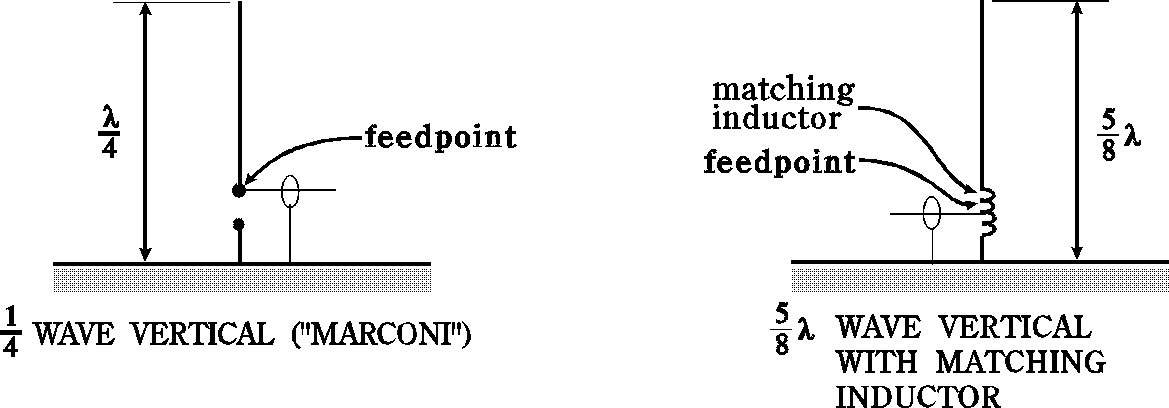 λ/4
feedpoint
1/4 WAVE VERTICAL ("MARCONI")
matching
inductor
feedpoint
5/8 λ
5/8 λ WAVE VERTICAL
WITH MATCHING
INDUCTOR